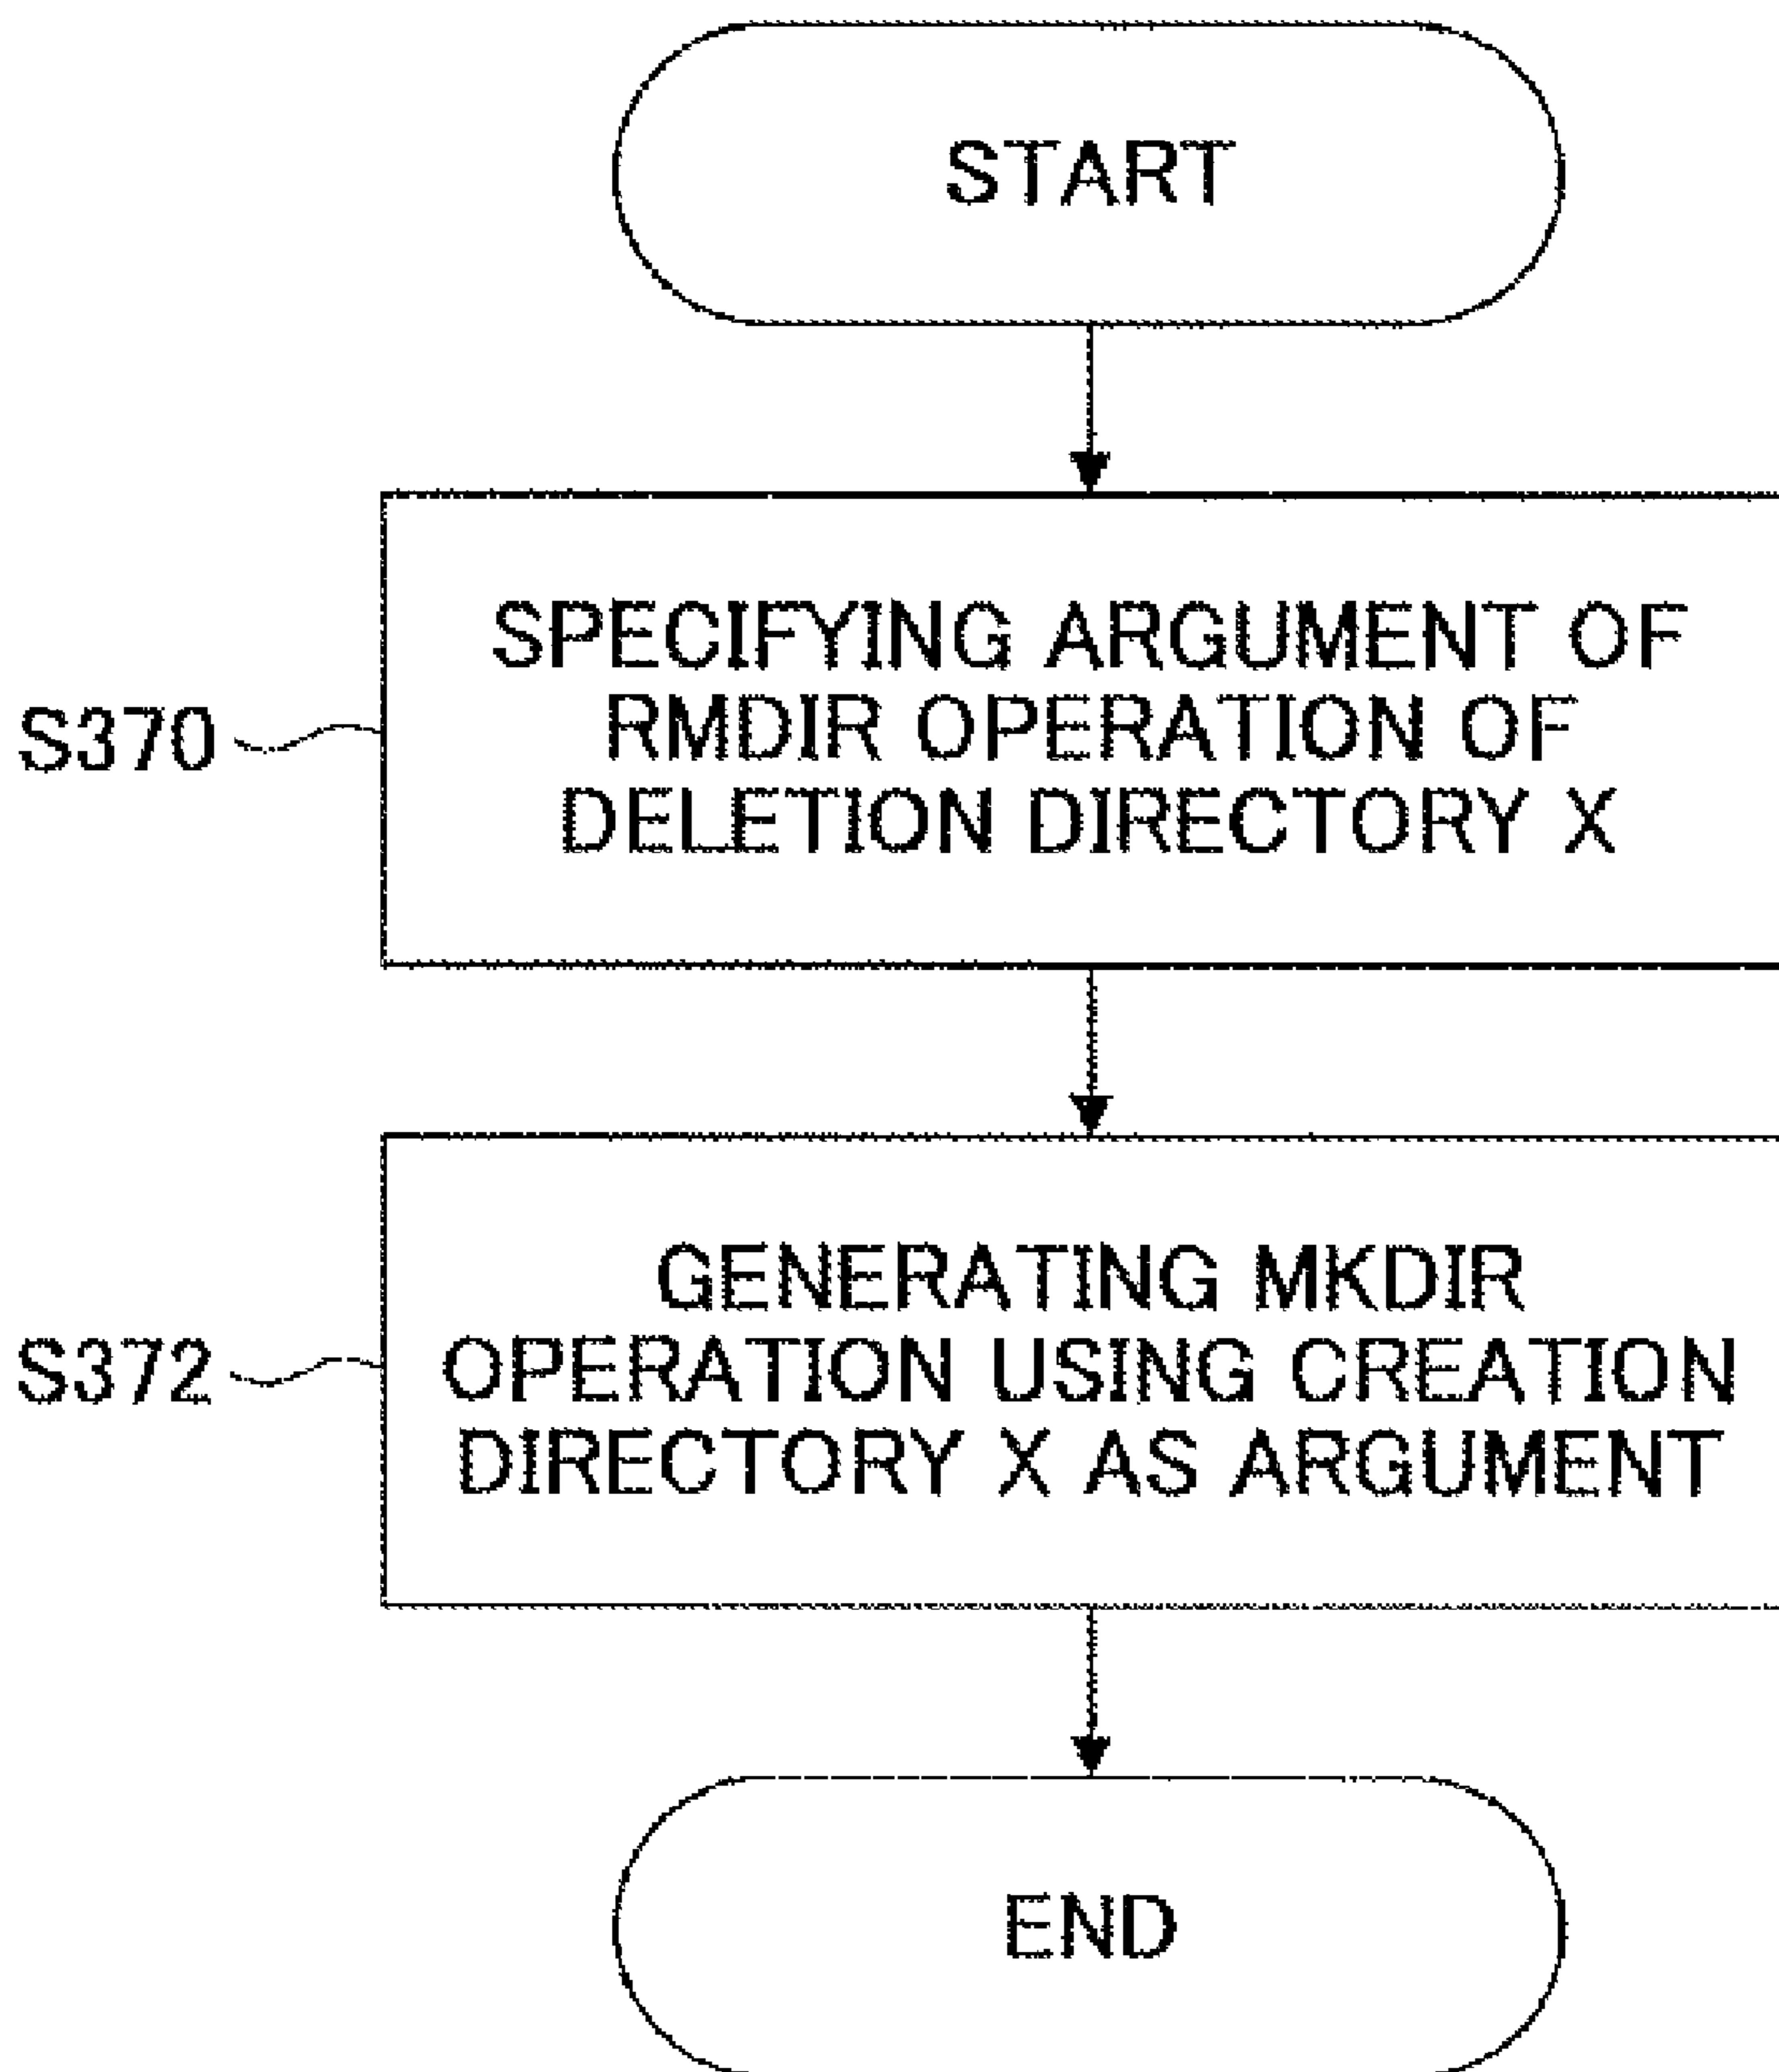 START
S370
SPECIFYING ARGUMENT OF
RMDIR OPERATION OF
DELETION DIRECTORY X
S372
GENERATING MKDIR
OPERATION USING CREATION
DIRECTORY X AS ARGUMENT
END